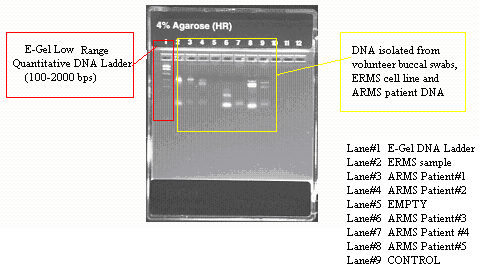 4% Agarose (HR)
1 2 3 4 5 6 7 8 9 10 11 12
E-Gel Low Range
Quantitative DNA Ladder
(100-2000 bps)
DNA isolated from
volunteer buccal swabs,
ERMS cell line and
ARMS patient DNA
Lane#1 E-Gel DNA Ladder
Lane#2 ERMS sample
Lane#3 ARMS Patient#1
Lane#4 ARMS Patient#2
Lane#5 EMPTY
Lane#6 ARMS Patient#3
Lane#7 ARMS Patient #4
Lane#8 ARMS Patient#5
Lane#9 CONTROL